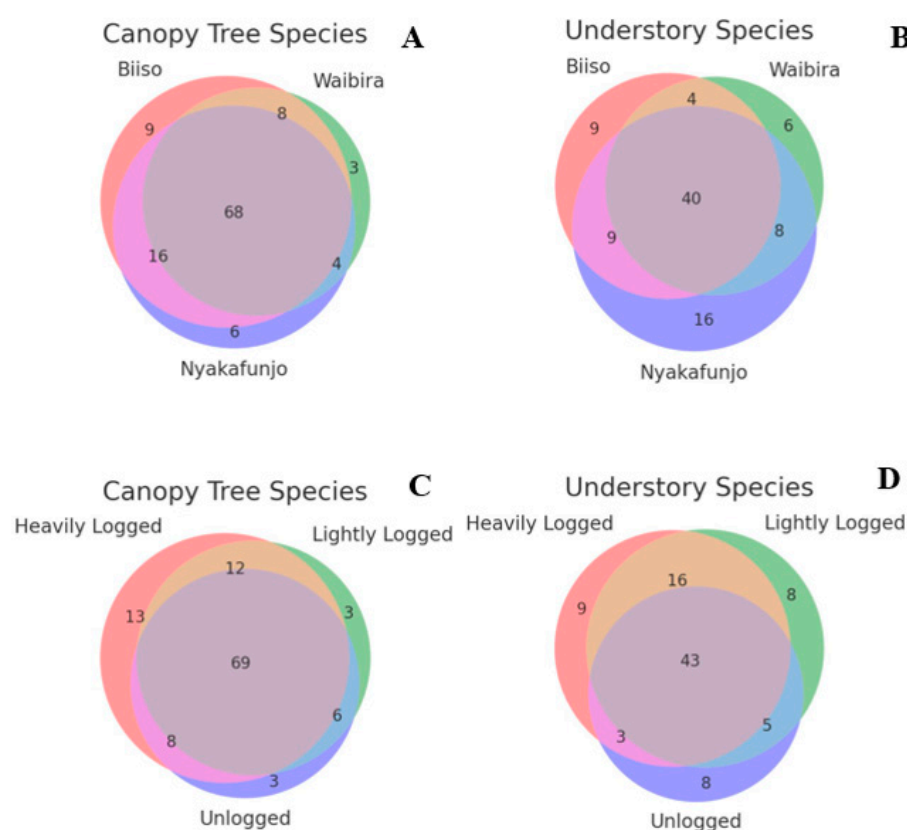 Canopy Tree Species
A
Biiso
Waibira
9
8
3
68
16
4
6
Nyakafunjo
Understory Species
B
Biiso
Waibira
9
4
6
40
9
8
16
Nyakafunjo
Canopy Tree Species
C
Heavily Logged
Lightly Logged
13
12
3
69
8
6
3
Unlogged
Understory Species
D
Heavily Logged
Lightly Logged
9
16
8
43
3
5
8
Unlogged